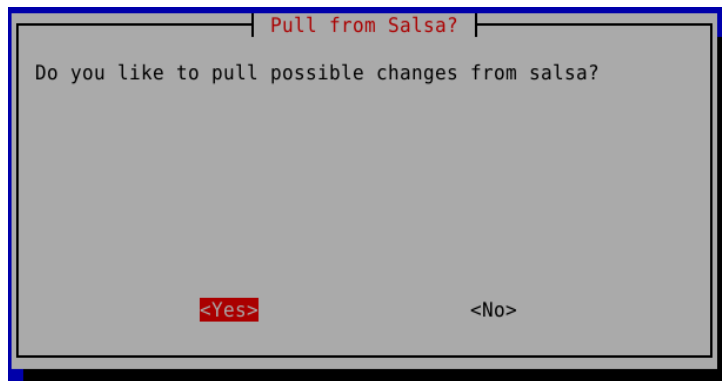 Pull from Salsa?
Do you like to pull possible changes from salsa?
<Yes> <No>